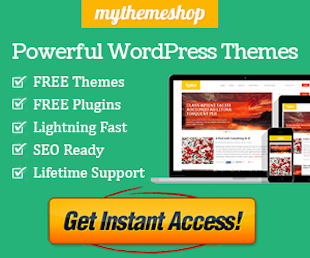 mythemeshop
Powerful WordPress Themes
FREE Themes
FREE Plugins
Lightning Fast
SEO Ready
Lifetime Support
Get Instant Access!